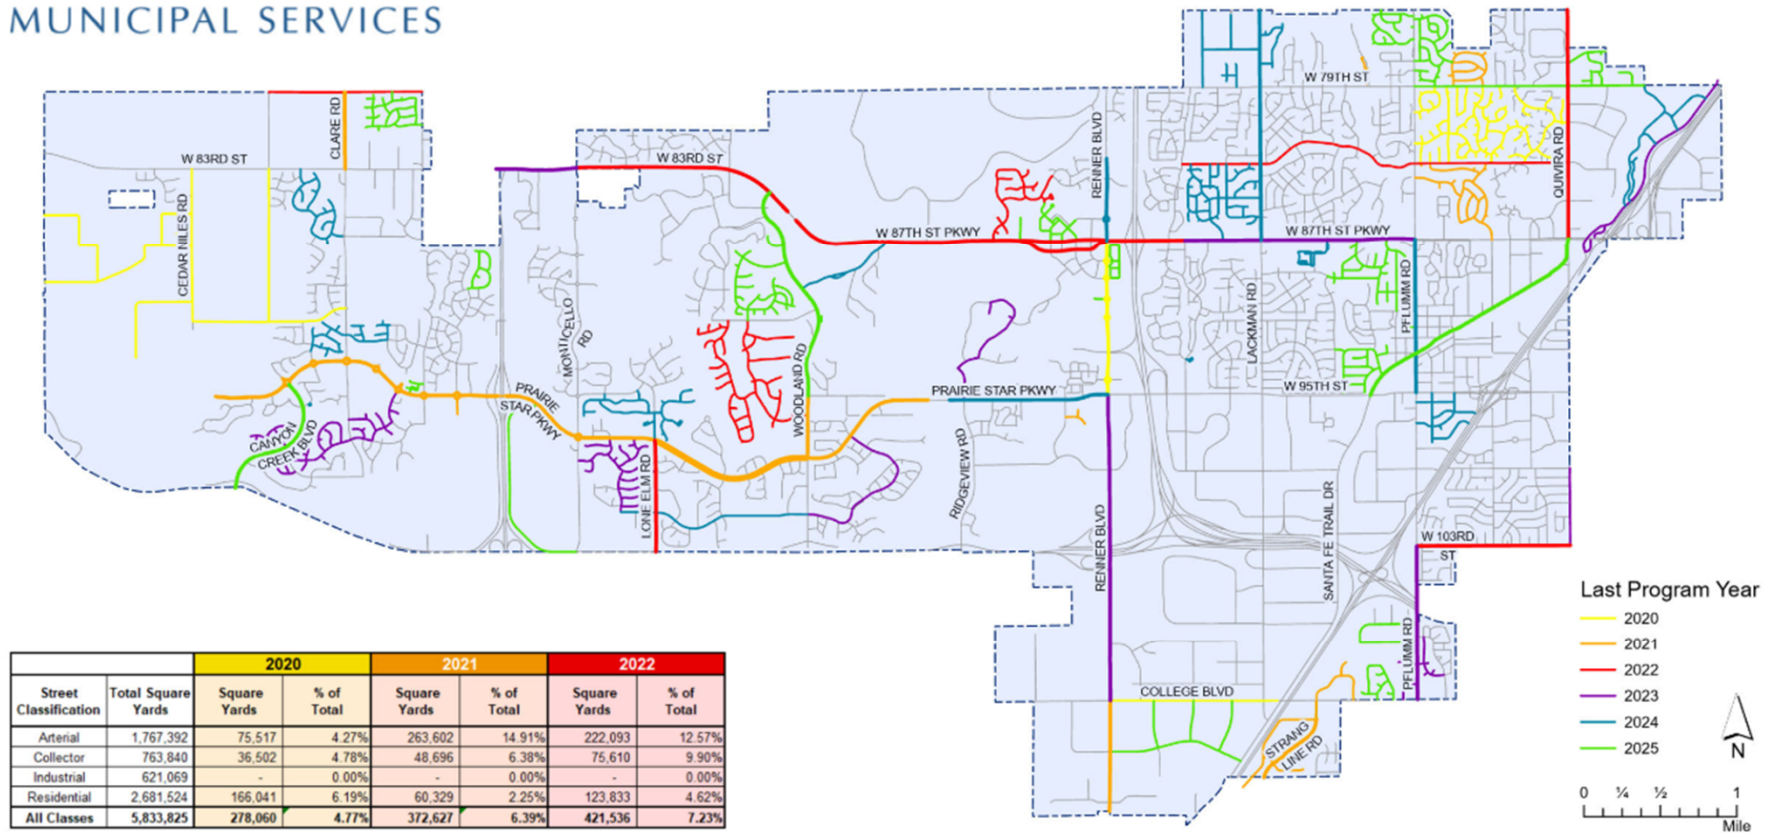 MUNICIPAL SERVICES
W 79TH ST
CLARE RD
W 83RD ST
W 83RD ST
RENNER BLVD
QUIVIRA RD
CEDAR NILES RD
W 87TH ST PKWY
W 87TH ST PKWY
MONTICELLO
RD
LACKMAN RD
PFLUMM RD
WOODLAND RD
PRAIRIE
STAR PKWY
PRAIRIE STAR PKWY
W 95TH ST
CANYON
CREEK BLVD
LONE ELM RD
RIDGEVIEW RD
RENNER BLVD
SANTA FE TRAIL DR
W 103RD
ST
PFLUMM RD
COLLEGE BLVD
STRANG
LINE RD
Last Program Year
2020
2021
2022
2023
2024
2025
N
0 ¼ ½ 1
Mile
2020 2021 2022
Street Classification Total Square Yards Square Yards % of Total Square Yards % of Total Square Yards % of Total
Arterial 1,767,392 75,517 4.27% 263,602 14.91% 222,093 12.57%
Collector 763,840 36,502 4.78% 48,696 6.38% 75,610 9.90%
Industrial 621,069 - 0.00% - 0.00% - 0.00%
Residential 2,681,524 166,041 6.19% 60,329 2.25% 123,833 4.62%
All Classes 5,833,825 278,060 4.77% 372,627 6.39% 421,536 7.23%